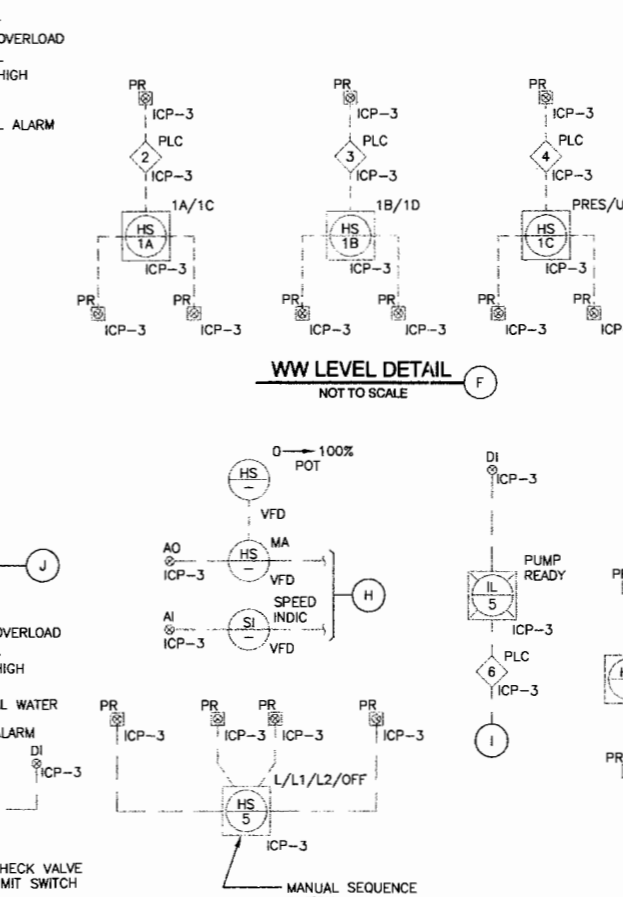 OVERLOAD
HIGH
ALARM
PR PR PR
ICP-3 ICP-3 ICP-3
PLC PLC PLC
2 3 4
ICP-3 ICP-3 ICP-3
1A/1C 1B/1D PRES/U
HS HS HS
1A 1B 1C
ICP-3 ICP-3 ICP-3
PR PR PR PR PR PR
ICP-3 ICP-3 ICP-3 ICP-3 ICP-3 ICP
WW LEVEL DETAIL
NOT TO SCALE
F
0 → 100%
POT
HS
–
VFD
AO
ICP-3
HS
–
MA
VFD
AI
ICP-3
SI
–
SPEED
INDIC
VFD
H
J
DI
ICP-3
PUMP
READY
IL
5
ICP-3
PLC
6
ICP-3
I
OVERLOAD
HIGH
WATER
ALARM
DI
ICP-3
PR PR PR PR
ICP-3 ICP-3 ICP-3 ICP-3
L/L1/L2/OFF
HS
5
ICP-3
MANUAL SEQUENCE
HECK VALVE
MIT SWITCH
PR